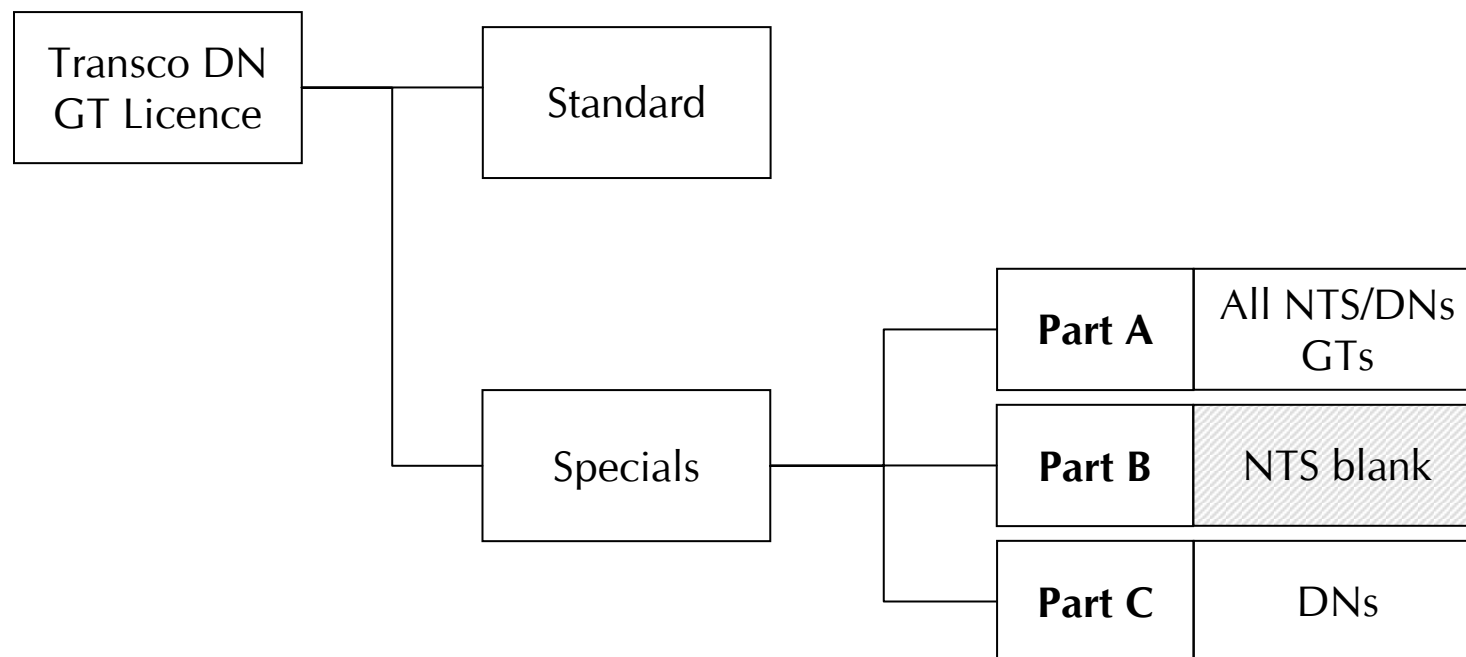 Transco DN
GT Licence
Standard
Specials
Part A
All NTS/DNs
GTs
Part B
NTS blank
Part C
DNs